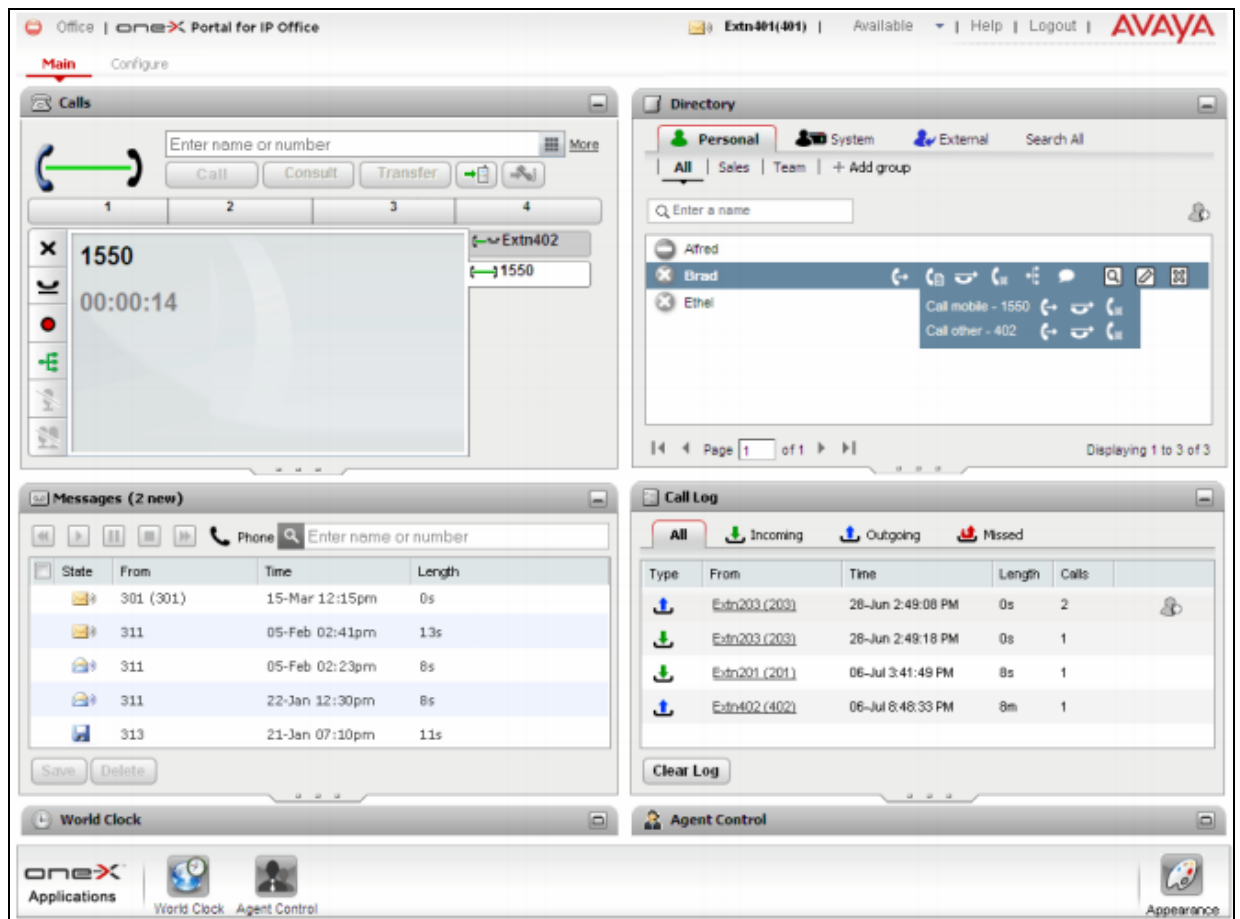 Office | one-X Portal for IP Office
Extn401(401) | Available | Help | Logout | AVAYA
Main Configure
Calls
Enter name or number More
Call Consult Transfer
1 2 3 4
1550
00:00:14
Extn402
1550
Directory
Personal System External Search All
All | Sales | Team | + Add group
Enter a name
Alfred
Brad
Call mobile - 1550
Call other - 402
Ethel
Page 1 of 1
Displaying 1 to 3 of 3
Messages (2 new)
Phone Enter name or number
State From Time Length
301 (301) 15-Mar 12:15pm 0s
311 05-Feb 02:41pm 13s
311 05-Feb 02:23pm 8s
311 22-Jan 12:30pm 8s
313 21-Jan 07:10pm 11s
Save Delete
Call Log
All Incoming Outgoing Missed
Type From Time Length Calls
Extn203 (203) 28-Jun 2:49:08 PM 0s 2
Extn203 (203) 28-Jun 2:49:18 PM 0s 1
Extn201 (201) 06-Jul 3:41:49 PM 8s 1
Extn402 (402) 06-Jul 8:48:33 PM 8m 1
Clear Log
World Clock
Agent Control
one-X
Applications
World Clock Agent Control
Appearance